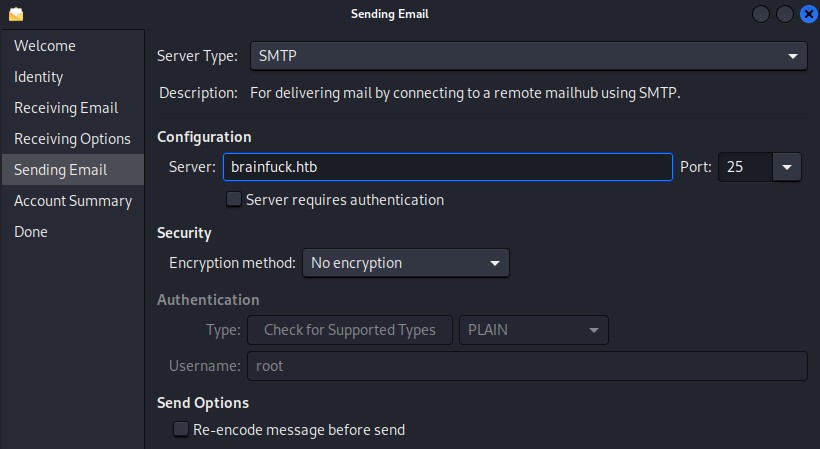 Sending Email
Welcome
Identity
Receiving Email
Receiving Options
Sending Email
Account Summary
Done
Server Type: SMTP
Description: For delivering mail by connecting to a remote mailhub using SMTP.
Configuration
Server: brainfuck.htb Port: 25
Server requires authentication
Security
Encryption method: No encryption
Authentication
Type: Check for Supported Types PLAIN
Username: root
Send Options
Re-encode message before send